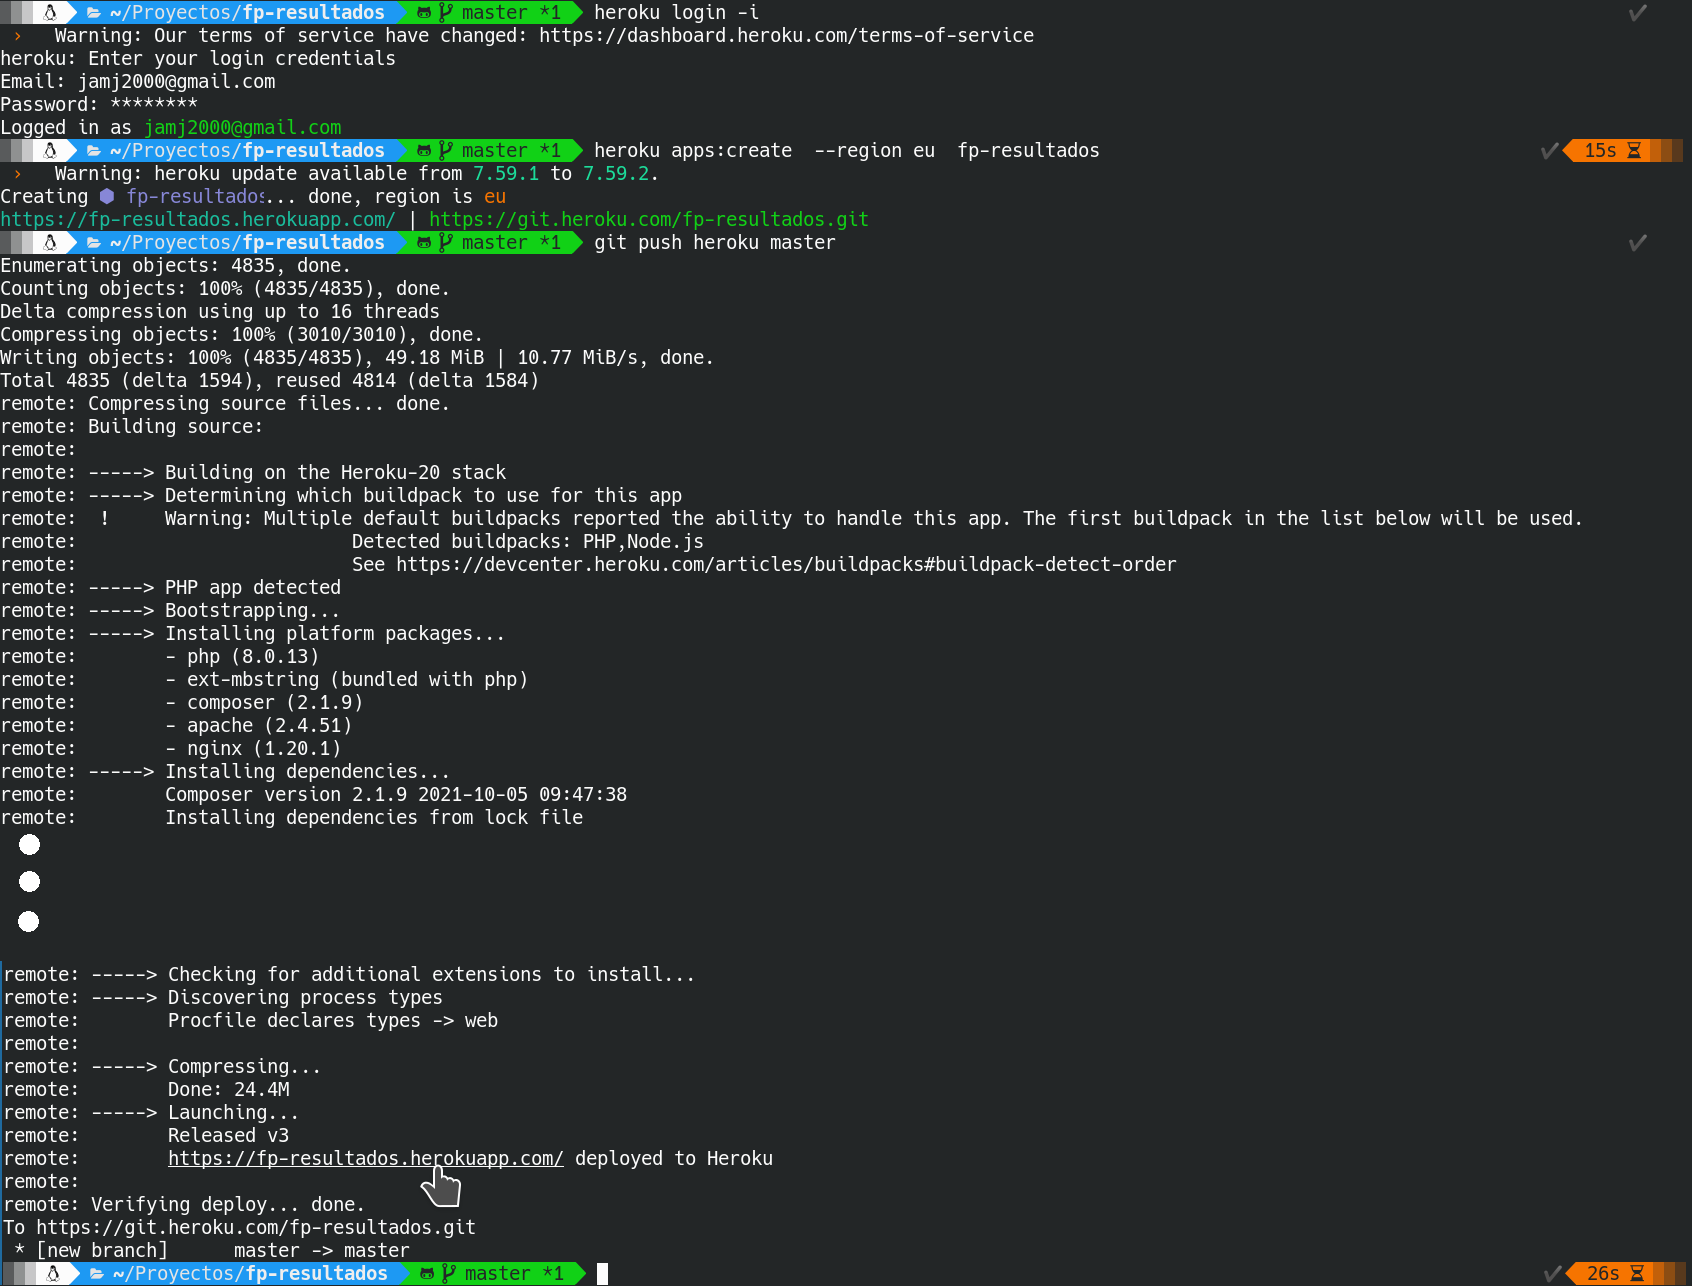 ~/Proyectos/fp-resultados master *1 heroku login -i ✔
› Warning: Our terms of service have changed: https://dashboard.heroku.com/terms-of-service
heroku: Enter your login credentials
Email: jamj2000@gmail.com
Password: ********
Logged in as jamj2000@gmail.com
~/Proyectos/fp-resultados master *1 heroku apps:create  --region eu  fp-resultados ✔ 15s
› Warning: heroku update available from 7.59.1 to 7.59.2.
Creating ⬢ fp-resultados... done, region is eu
https://fp-resultados.herokuapp.com/ | https://git.heroku.com/fp-resultados.git
~/Proyectos/fp-resultados master *1 git push heroku master ✔
Enumerating objects: 4835, done.
Counting objects: 100% (4835/4835), done.
Delta compression using up to 16 threads
Compressing objects: 100% (3010/3010), done.
Writing objects: 100% (4835/4835), 49.18 MiB | 10.77 MiB/s, done.
Total 4835 (delta 1594), reused 4814 (delta 1584)
remote: Compressing source files... done.
remote: Building source:
remote:
remote: -----> Building on the Heroku-20 stack
remote: -----> Determining which buildpack to use for this app
remote:  !     Warning: Multiple default buildpacks reported the ability to handle this app. The first buildpack in the list below will be used.
remote:                         Detected buildpacks: PHP,Node.js
remote:                         See https://devcenter.heroku.com/articles/buildpacks#buildpack-detect-order
remote: -----> PHP app detected
remote: -----> Bootstrapping...
remote: -----> Installing platform packages...
remote:        - php (8.0.13)
remote:        - ext-mbstring (bundled with php)
remote:        - composer (2.1.9)
remote:        - apache (2.4.51)
remote:        - nginx (1.20.1)
remote: -----> Installing dependencies...
remote:        Composer version 2.1.9 2021-10-05 09:47:38
remote:        Installing dependencies from lock file
remote: -----> Checking for additional extensions to install...
remote: -----> Discovering process types
remote:        Procfile declares types -> web
remote:
remote: -----> Compressing...
remote:        Done: 24.4M
remote: -----> Launching...
remote:        Released v3
remote:        https://fp-resultados.herokuapp.com/ deployed to Heroku
remote:
remote: Verifying deploy... done.
To https://git.heroku.com/fp-resultados.git
 * [new branch]      master -> master
~/Proyectos/fp-resultados master *1 ✔ 26s